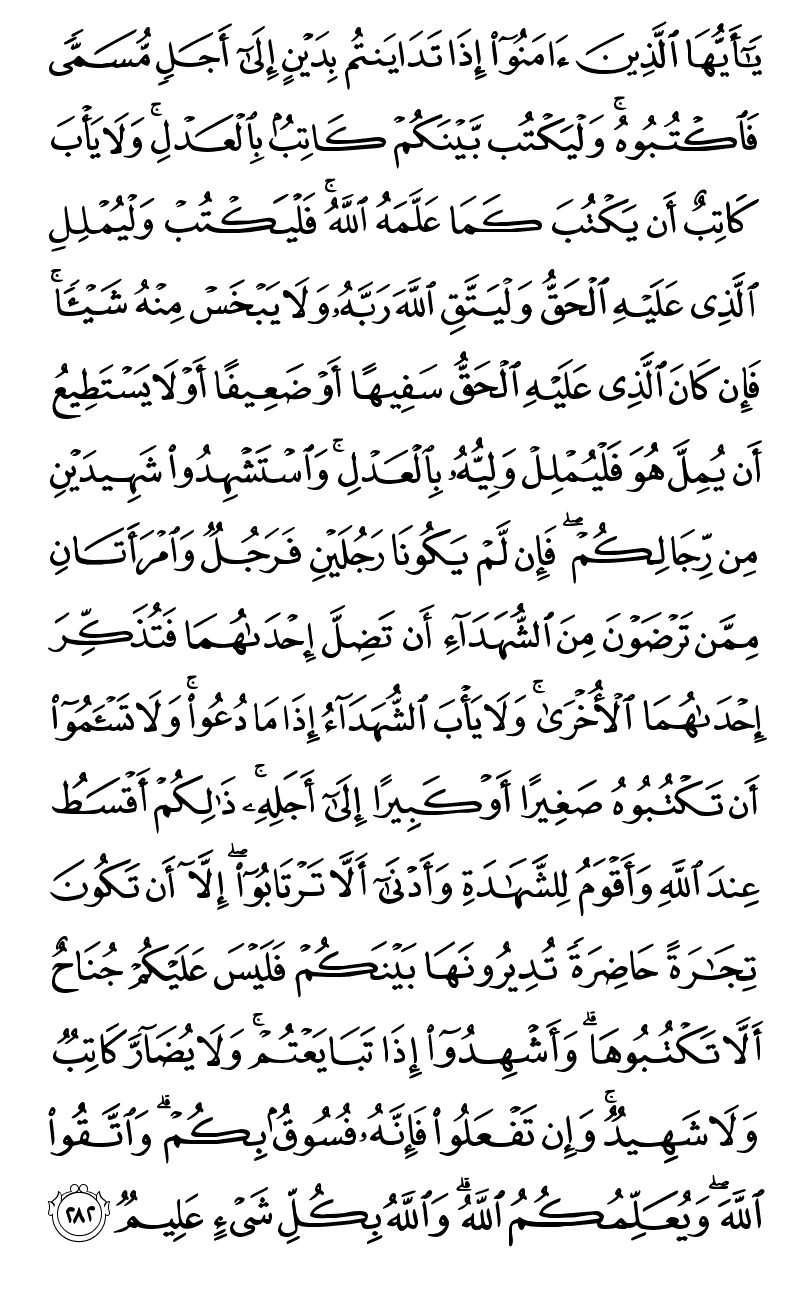 يَـٰٓأَيُّهَا ٱلَّذِينَ ءَامَنُوٓا۟ إِذَا تَدَايَنتُم بِدَيْنٍ إِلَىٰٓ أَجَلٍ مُّسَمًّى
فَٱكْتُبُوهُ ۚ وَلْيَكْتُب بَّيْنَكُمْ كَاتِبٌۢ بِٱلْعَدْلِ ۚ وَلَا يَأْبَ
كَاتِبٌ أَن يَكْتُبَ كَمَا عَلَّمَهُ ٱللَّهُ ۚ فَلْيَكْتُبْ وَلْيُمْلِلِ
ٱلَّذِى عَلَيْهِ ٱلْحَقُّ وَلْيَتَّقِ ٱللَّهَ رَبَّهُۥ وَلَا يَبْخَسْ مِنْهُ شَيْـًٔا ۚ
فَإِن كَانَ ٱلَّذِى عَلَيْهِ ٱلْحَقُّ سَفِيهًا أَوْ ضَعِيفًا أَوْ لَا يَسْتَطِيعُ
أَن يُمِلَّ هُوَ فَلْيُمْلِلْ وَلِيُّهُۥ بِٱلْعَدْلِ ۚ وَٱسْتَشْهِدُوا۟ شَهِيدَيْنِ
مِن رِّجَالِكُمْ ۖ فَإِن لَّمْ يَكُونَا رَجُلَيْنِ فَرَجُلٌ وَٱمْرَأَتَانِ
مِمَّن تَرْضَوْنَ مِنَ ٱلشُّهَدَآءِ أَن تَضِلَّ إِحْدَىٰهُمَا فَتُذَكِّرَ
إِحْدَىٰهُمَا ٱلْأُخْرَىٰ ۚ وَلَا يَأْبَ ٱلشُّهَدَآءُ إِذَا مَا دُعُوا۟ ۚ وَلَا تَسْـَٔمُوٓا۟
أَن تَكْتُبُوهُ صَغِيرًا أَوْ كَبِيرًا إِلَىٰٓ أَجَلِهِۦ ۚ ذَٰلِكُمْ أَقْسَطُ
عِندَ ٱللَّهِ وَأَقْوَمُ لِلشَّهَـٰدَةِ وَأَدْنَىٰٓ أَلَّا تَرْتَابُوٓا۟ ۖ إِلَّآ أَن تَكُونَ
تِجَـٰرَةً حَاضِرَةً تُدِيرُونَهَا بَيْنَكُمْ فَلَيْسَ عَلَيْكُمْ جُنَاحٌ
أَلَّا تَكْتُبُوهَا ۗ وَأَشْهِدُوٓا۟ إِذَا تَبَايَعْتُمْ ۚ وَلَا يُضَآرَّ كَاتِبٌ
وَلَا شَهِيدٌ ۚ وَإِن تَفْعَلُوا۟ فَإِنَّهُۥ فُسُوقٌۢ بِكُمْ ۗ وَٱتَّقُوا۟
ٱللَّهَ ۖ وَيُعَلِّمُكُمُ ٱللَّهُ ۗ وَٱللَّهُ بِكُلِّ شَىْءٍ عَلِيمٌ ٢٨٢